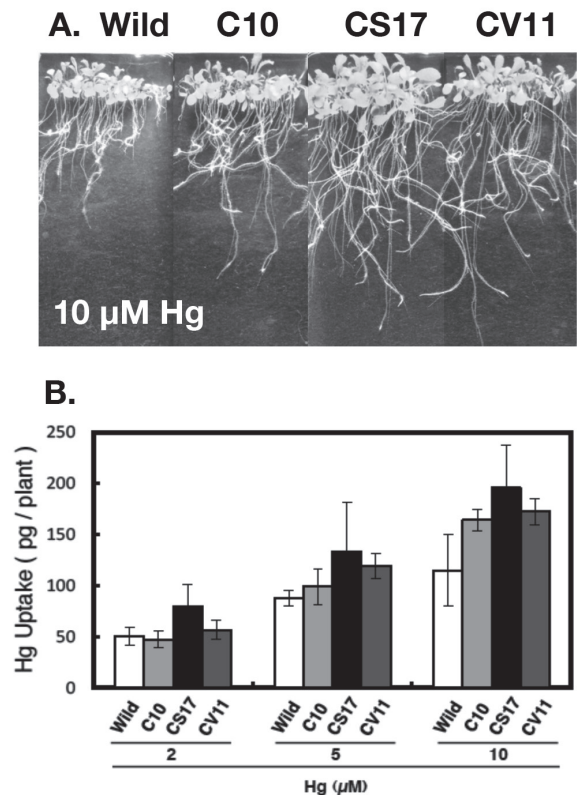 A. Wild C10 CS17 CV11
10 µM Hg
B.
Hg Uptake ( pg / plant )
250
200
150
100
50
0
Wild C10 CS17 CV11 Wild C10 CS17 CV11 Wild C10 CS17 CV11
2 5 10
Hg (µM)